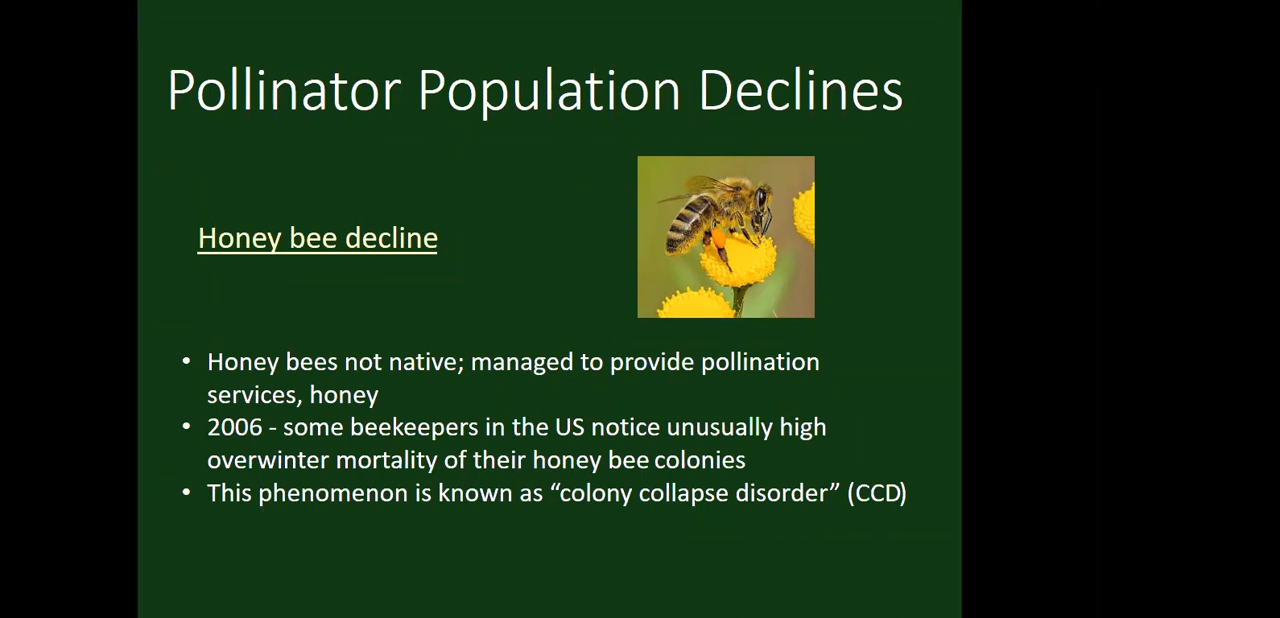 Pollinator Population Declines
Honey bee decline
• Honey bees not native; managed to provide pollination
services, honey
• 2006 - some beekeepers in the US notice unusually high
overwinter mortality of their honey bee colonies
• This phenomenon is known as “colony collapse disorder” (CCD)